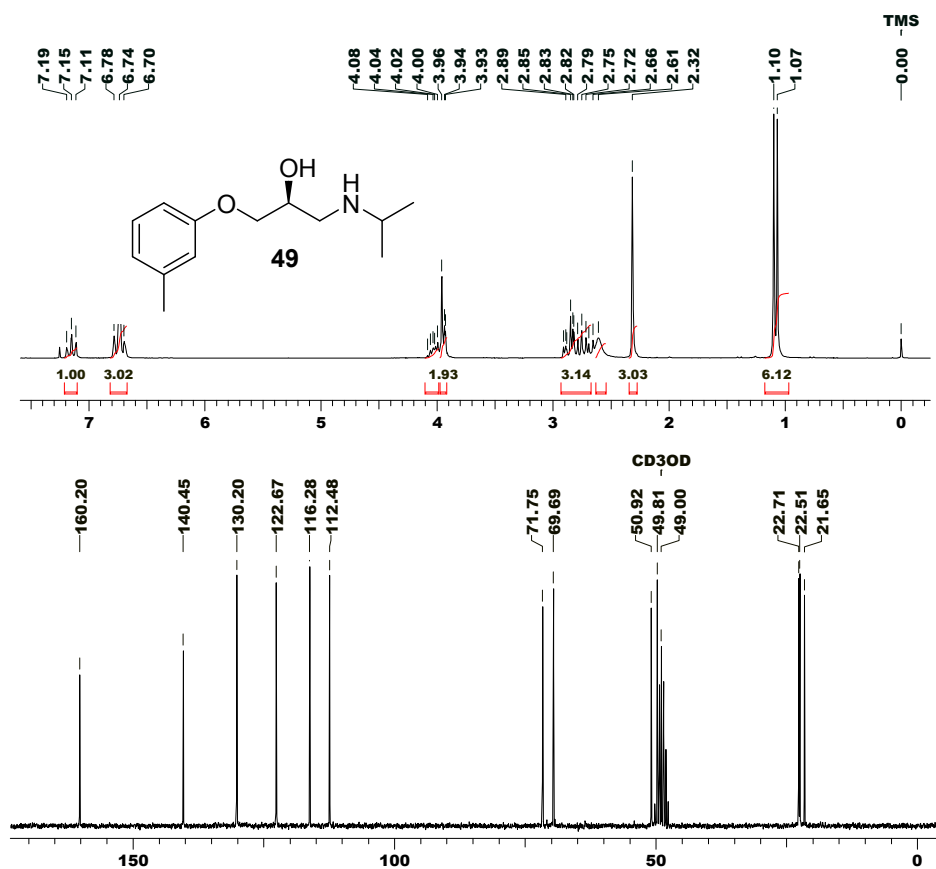 TMS
7.19 7.15 7.11 6.78 6.74 6.70 4.08 4.04 4.02 4.00 3.96 3.94 3.93 2.89 2.85 2.83 2.82 2.79 2.75 2.72 2.66 2.61 2.32 1.10 1.07 0.00
OH
H
N
O
49
1.00 3.02 1.93 3.14 3.03 6.12
7 6 5 4 3 2 1 0
CD3OD
160.20 140.45 130.20 122.67 116.28 112.48 71.75 69.69 50.92 49.81 49.00 22.71 22.51 21.65
150 100 50 0